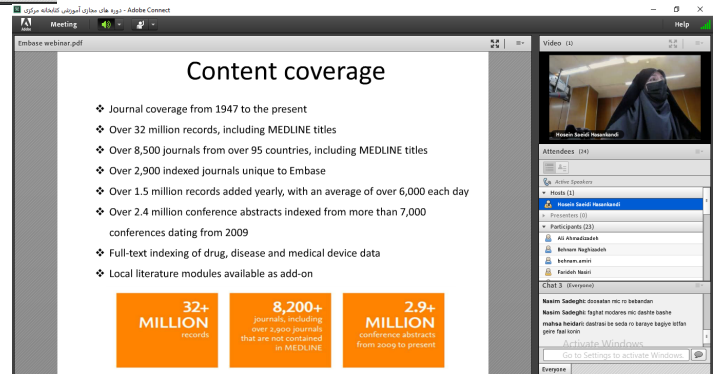 دوره های مجازی آموزشی کتابخانه مرکزی - Adobe Connect
Adobe
Meeting
Help
Embase webinar.pdf
Content coverage
❖ Journal coverage from 1947 to the present
❖ Over 32 million records, including MEDLINE titles
❖ Over 8,500 journals from over 95 countries, including MEDLINE titles
❖ Over 2,900 indexed journals unique to Embase
❖ Over 1.5 million records added yearly, with an average of over 6,000 each day
❖ Over 2.4 million conference abstracts indexed from more than 7,000
conferences dating from 2009
❖ Full-text indexing of drug, disease and medical device data
❖ Local literature modules available as add-on
32+
MILLION
records
8,200+
journals, including
over 2,900 journals
that are not contained
in MEDLINE
2.9+
MILLION
conference abstracts
from 2009 to present
Video (1)
Hosein Saeidi Hasankandi
Attendees (24)
Active Speakers
Hosts (1)
Hosein Saeidi Hasankandi
Presenters (0)
Participants (23)
Ali Ahmadizadeh
Behnam Naghizadeh
behnam.amiri
Farideh Nasiri
Chat 3 (Everyone)
Nasim Sadeghi: doosatan mic ro bebandan
Nasim Sadeghi: faghat modares mic dashte bashe
mahsa heidari: dastrasi be seda ro baraye bagiye lotfan
geire faal konin
Activate Windows
Go to Settings to activate Windows.
Everyone